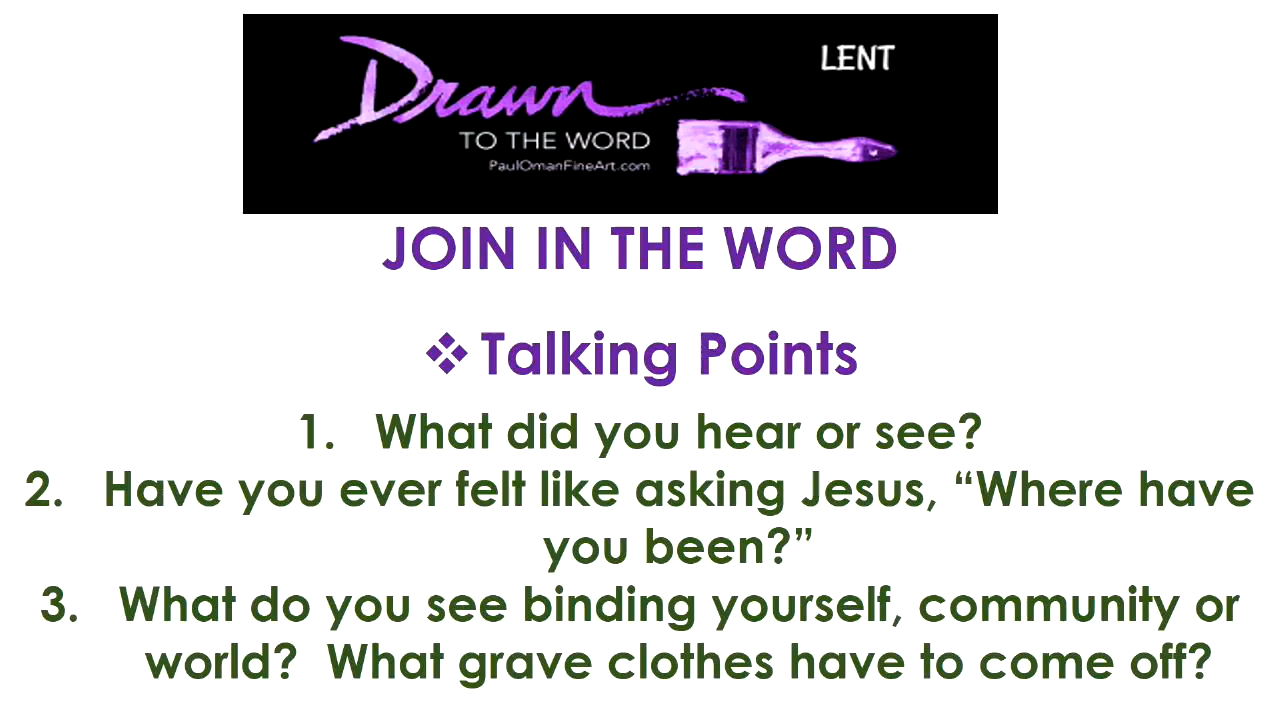 LENT
Drawn
TO THE WORD
PaulOmanFineArt.com
JOIN IN THE WORD
❖ Talking Points
1. What did you hear or see?
2. Have you ever felt like asking Jesus, “Where have
you been?”
3. What do you see binding yourself, community or
world?  What grave clothes have to come off?